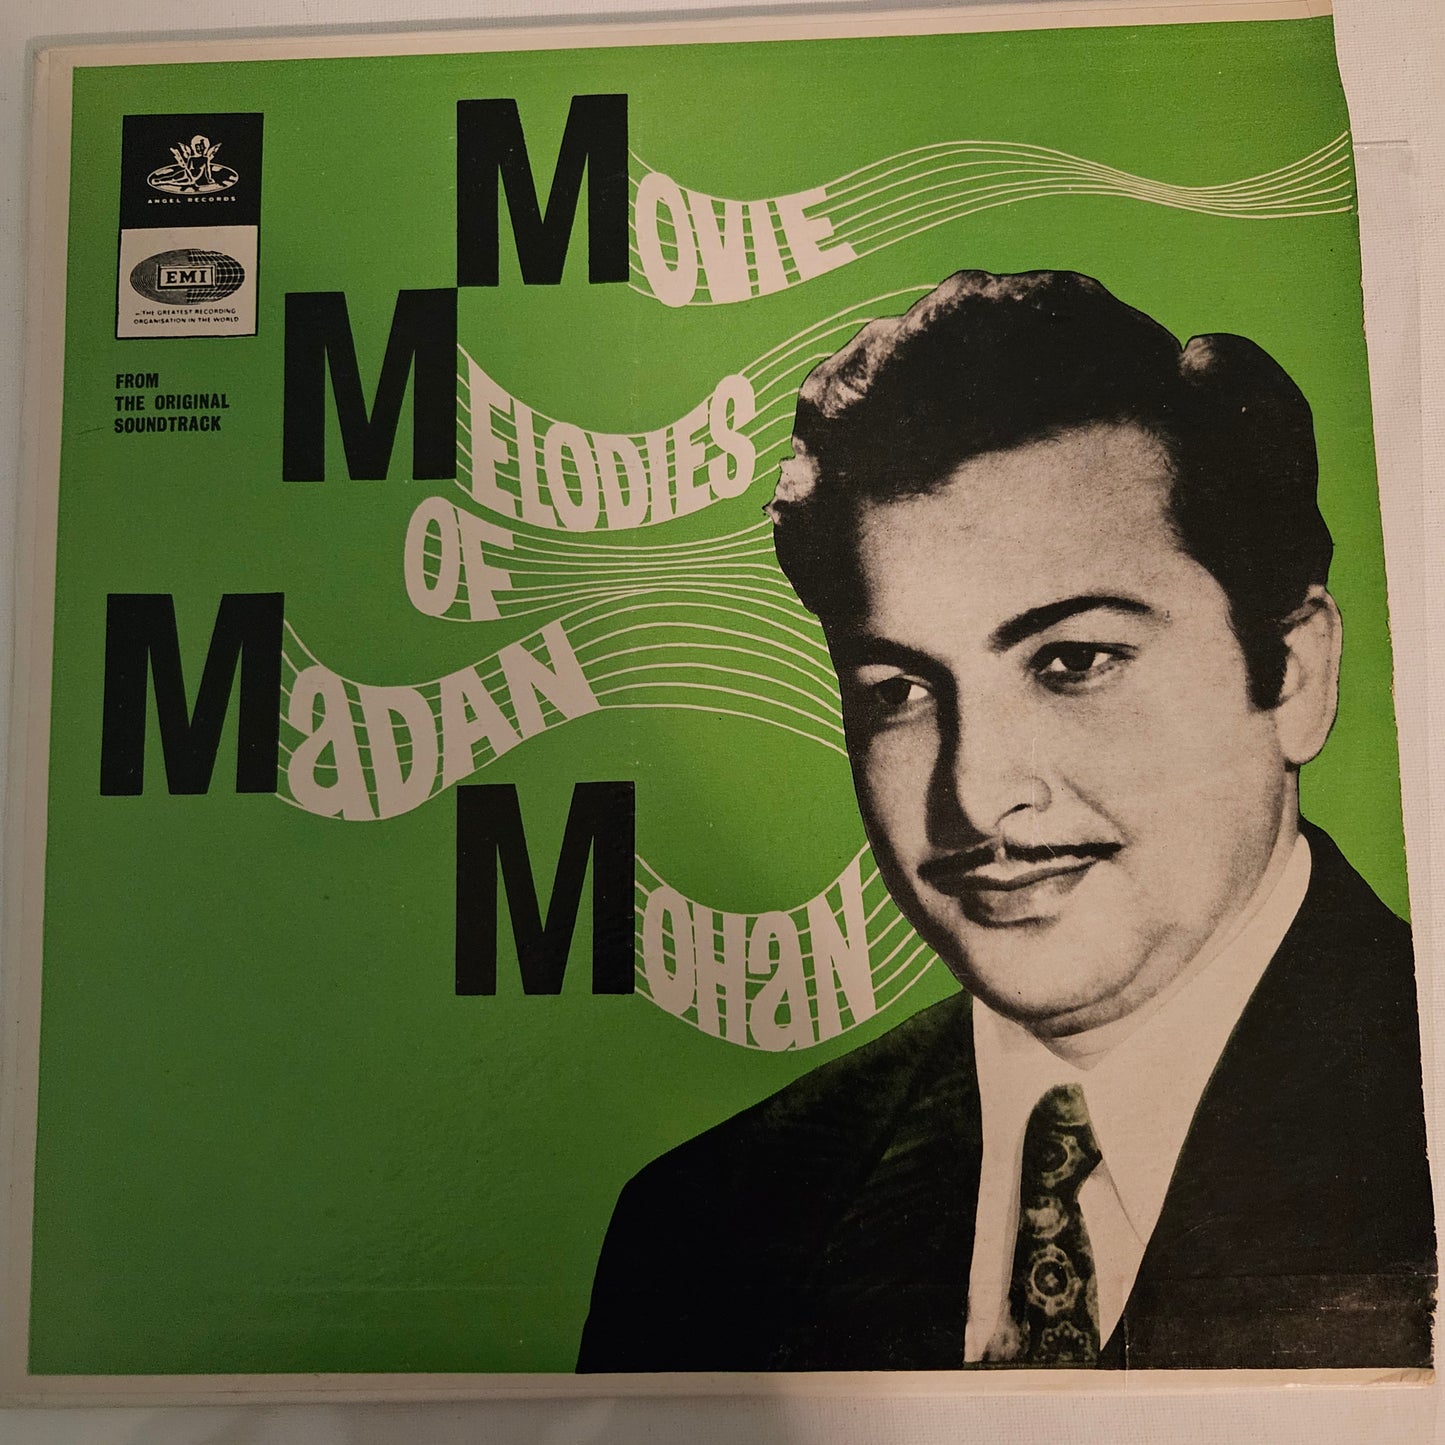 ANGEL RECORDS
EMI
—THE GREATEST RECORDING
ORGANISATION IN THE WORLD
FROM
THE ORIGINAL
SOUNDTRACK
MOVIE
MELODIES
OF
MaDAN
MOHaN